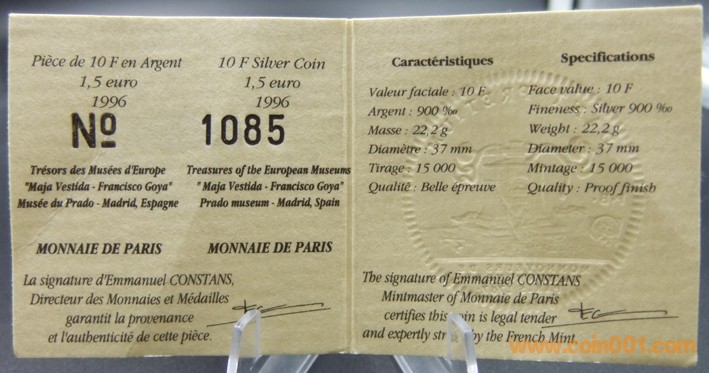 Pièce de 10 F en Argent
1,5 euro
1996
Nº
Trésors des Musées d'Europe
"Maja Vestida - Francisco Goya"
Musée du Prado - Madrid, Espagne
MONNAIE DE PARIS
La signature d'Emmanuel CONSTANS,
Directeur des Monnaies et Médailles
garantit la provenance
et l'authenticité de cette pièce.
10 F Silver Coin
1,5 euro
1996
1085
Treasures of the European Museums
"Maja Vestida - Francisco Goya"
Prado museum - Madrid, Spain
MONNAIE DE PARIS
Caractéristiques
Valeur faciale : 10 F
Argent : 900 ‰
Masse : 22,2 g
Diamètre : 37 mm
Tirage : 15 000
Qualité : Belle épreuve
Specifications
Face value : 10 F
Fineness : Silver 900 ‰
Weight : 22,2 g
Diameter : 37 mm
Mintage : 15 000
Quality : Proof finish
The signature of Emmanuel CONSTANS
Mintmaster of Monnaie de Paris
certifies this coin is legal tender
and expertly by the French Mint
www.coin001.com